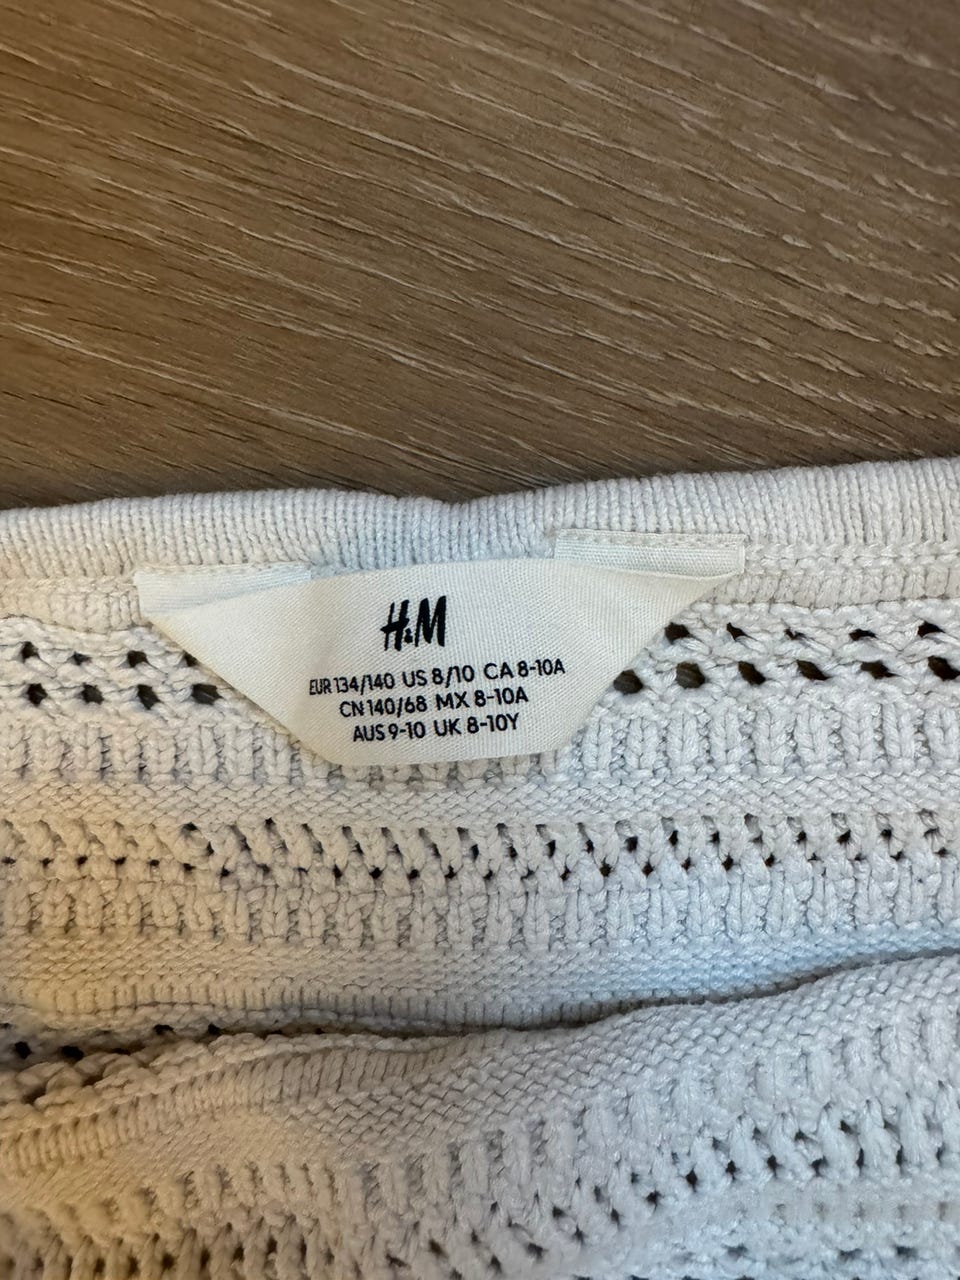 H&M
EUR 134/140 US 8/10 CA 8-10A
CN 140/68 MX 8-10A
AUS 9-10 UK 8-10Y